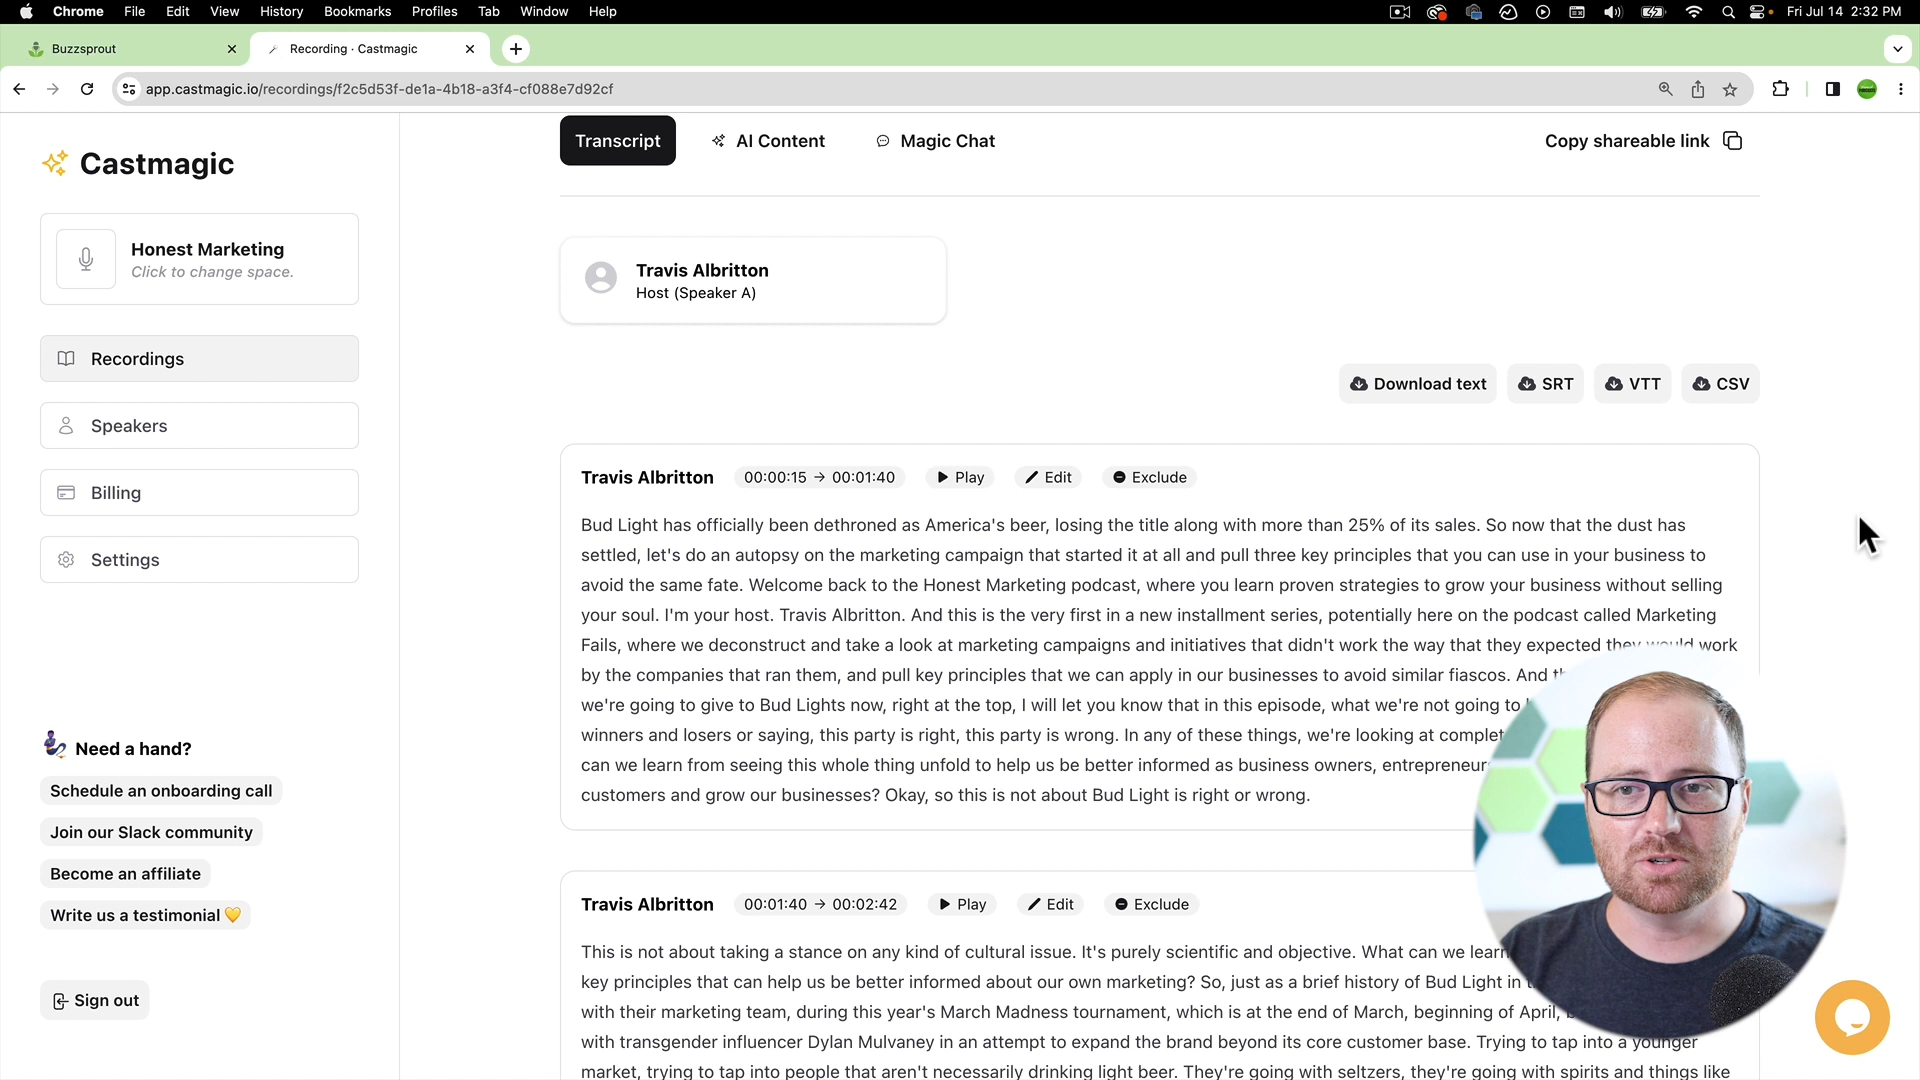 Chrome File Edit View History Bookmarks Profiles Tab Window Help Fri Jul 14 2:32 PM
Buzzsprout
Recording · Castmagic
app.castmagic.io/recordings/f2c5d53f-de1a-4b18-a3f4-cf088e7d92cf
Castmagic
Honest Marketing
Click to change space.
Recordings
Speakers
Billing
Settings
Need a hand?
Schedule an onboarding call
Join our Slack community
Become an affiliate
Write us a testimonial 💛
Sign out
Transcript AI Content Magic Chat Copy shareable link
Travis Albritton
Host (Speaker A)
Download text SRT VTT CSV
Travis Albritton 00:00:15 → 00:01:40 Play Edit Exclude
Bud Light has officially been dethroned as America's beer, losing the title along with more than 25% of its sales. So now that the dust has
settled, let's do an autopsy on the marketing campaign that started it at all and pull three key principles that you can use in your business to
avoid the same fate. Welcome back to the Honest Marketing podcast, where you learn proven strategies to grow your business without selling
your soul. I'm your host. Travis Albritton. And this is the very first in a new installment series, potentially here on the podcast called Marketing
Fails, where we deconstruct and take a look at marketing campaigns and initiatives that didn't work the way that they expected they would work
by the companies that ran them, and pull key principles that we can apply in our businesses to avoid similar fiascos. And
we're going to give to Bud Lights now, right at the top, I will let you know that in this episode, what we're not going to
winners and losers or saying, this party is right, this party is wrong. In any of these things, we're looking at
can we learn from seeing this whole thing unfold to help us be better informed as business owners,
customers and grow our businesses? Okay, so this is not about Bud Light is right or wrong.
Travis Albritton 00:01:40 → 00:02:42 Play Edit Exclude
This is not about taking a stance on any kind of cultural issue. It's purely scientific and objective. What can we learn
key principles that can help us be better informed about our own marketing? So, just as a brief history of Bud Light in
with their marketing team, during this year's March Madness tournament, which is at the end of March, beginning of April,
with transgender influencer Dylan Mulvaney in an attempt to expand the brand beyond its core customer base. Trying to tap into a younger
market, trying to tap into people that aren't necessarily drinking light beer. They're going with seltzers, they're going with spirits and things like